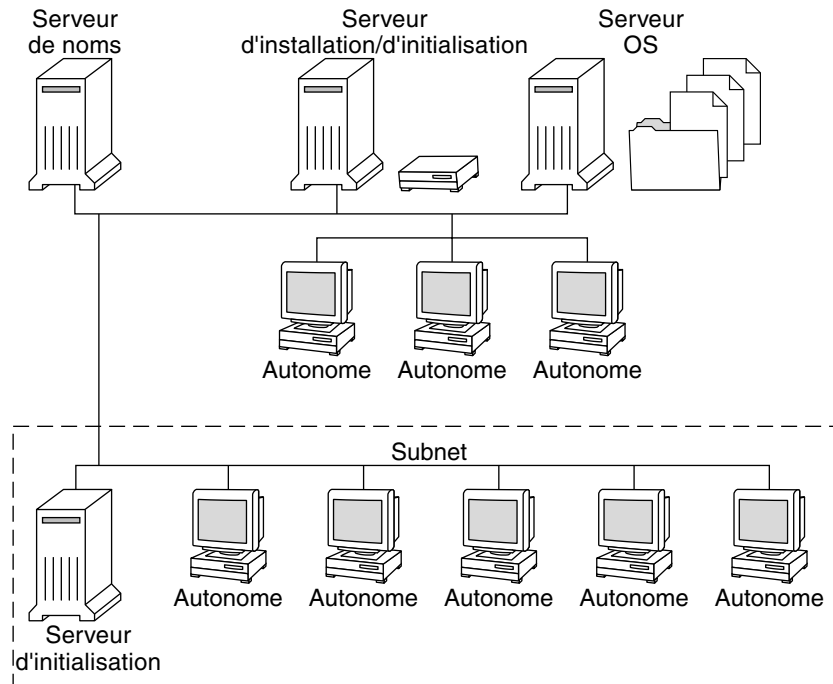 Serveur
de noms
Serveur
d'installation/d'initialisation
Serveur
OS
Autonome
Autonome
Autonome
Subnet
Autonome
Autonome
Autonome
Autonome
Autonome
Serveur
d'initialisation